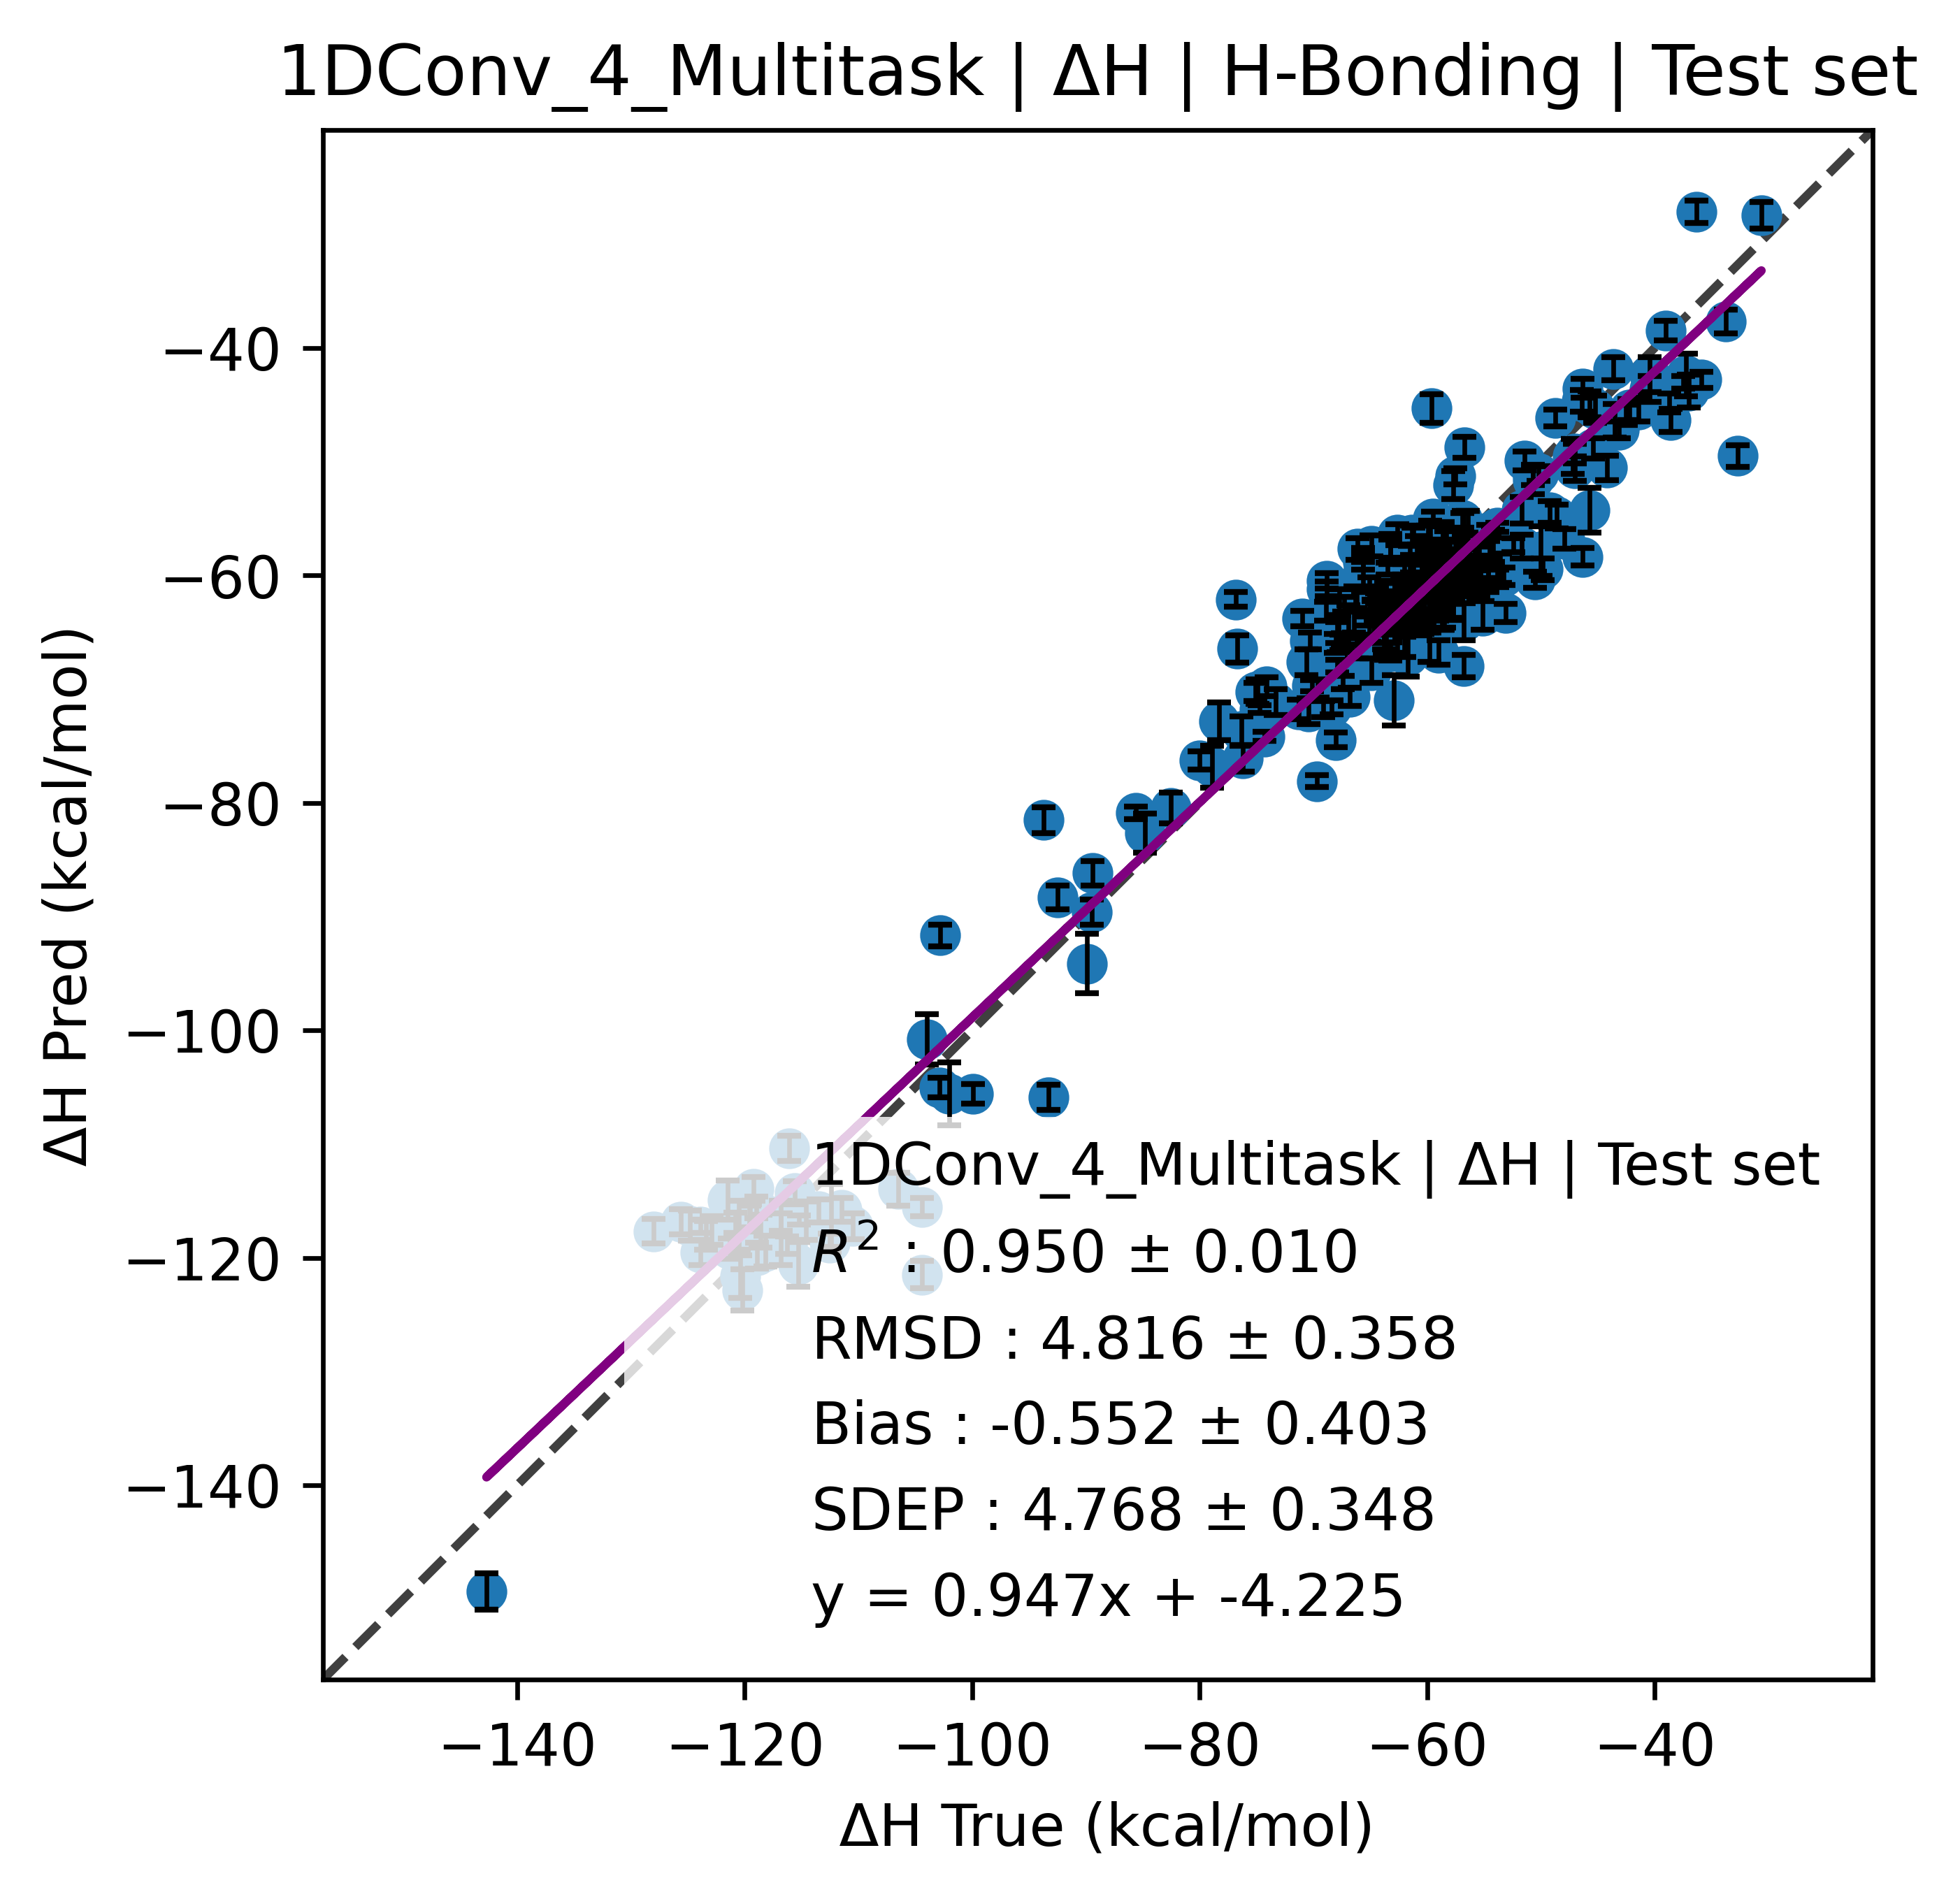 1DConv_4_Multitask | ΔH | H-Bonding | Test set
ΔH Pred (kcal/mol)
−40
−60
−80
−100
−120
−140
1DConv_4_Multitask | ΔH | Test set
R² : 0.950 ± 0.010
RMSD : 4.816 ± 0.358
Bias : -0.552 ± 0.403
SDEP : 4.768 ± 0.348
y = 0.947x + -4.225
−140 −120 −100 −80 −60 −40
ΔH True (kcal/mol)